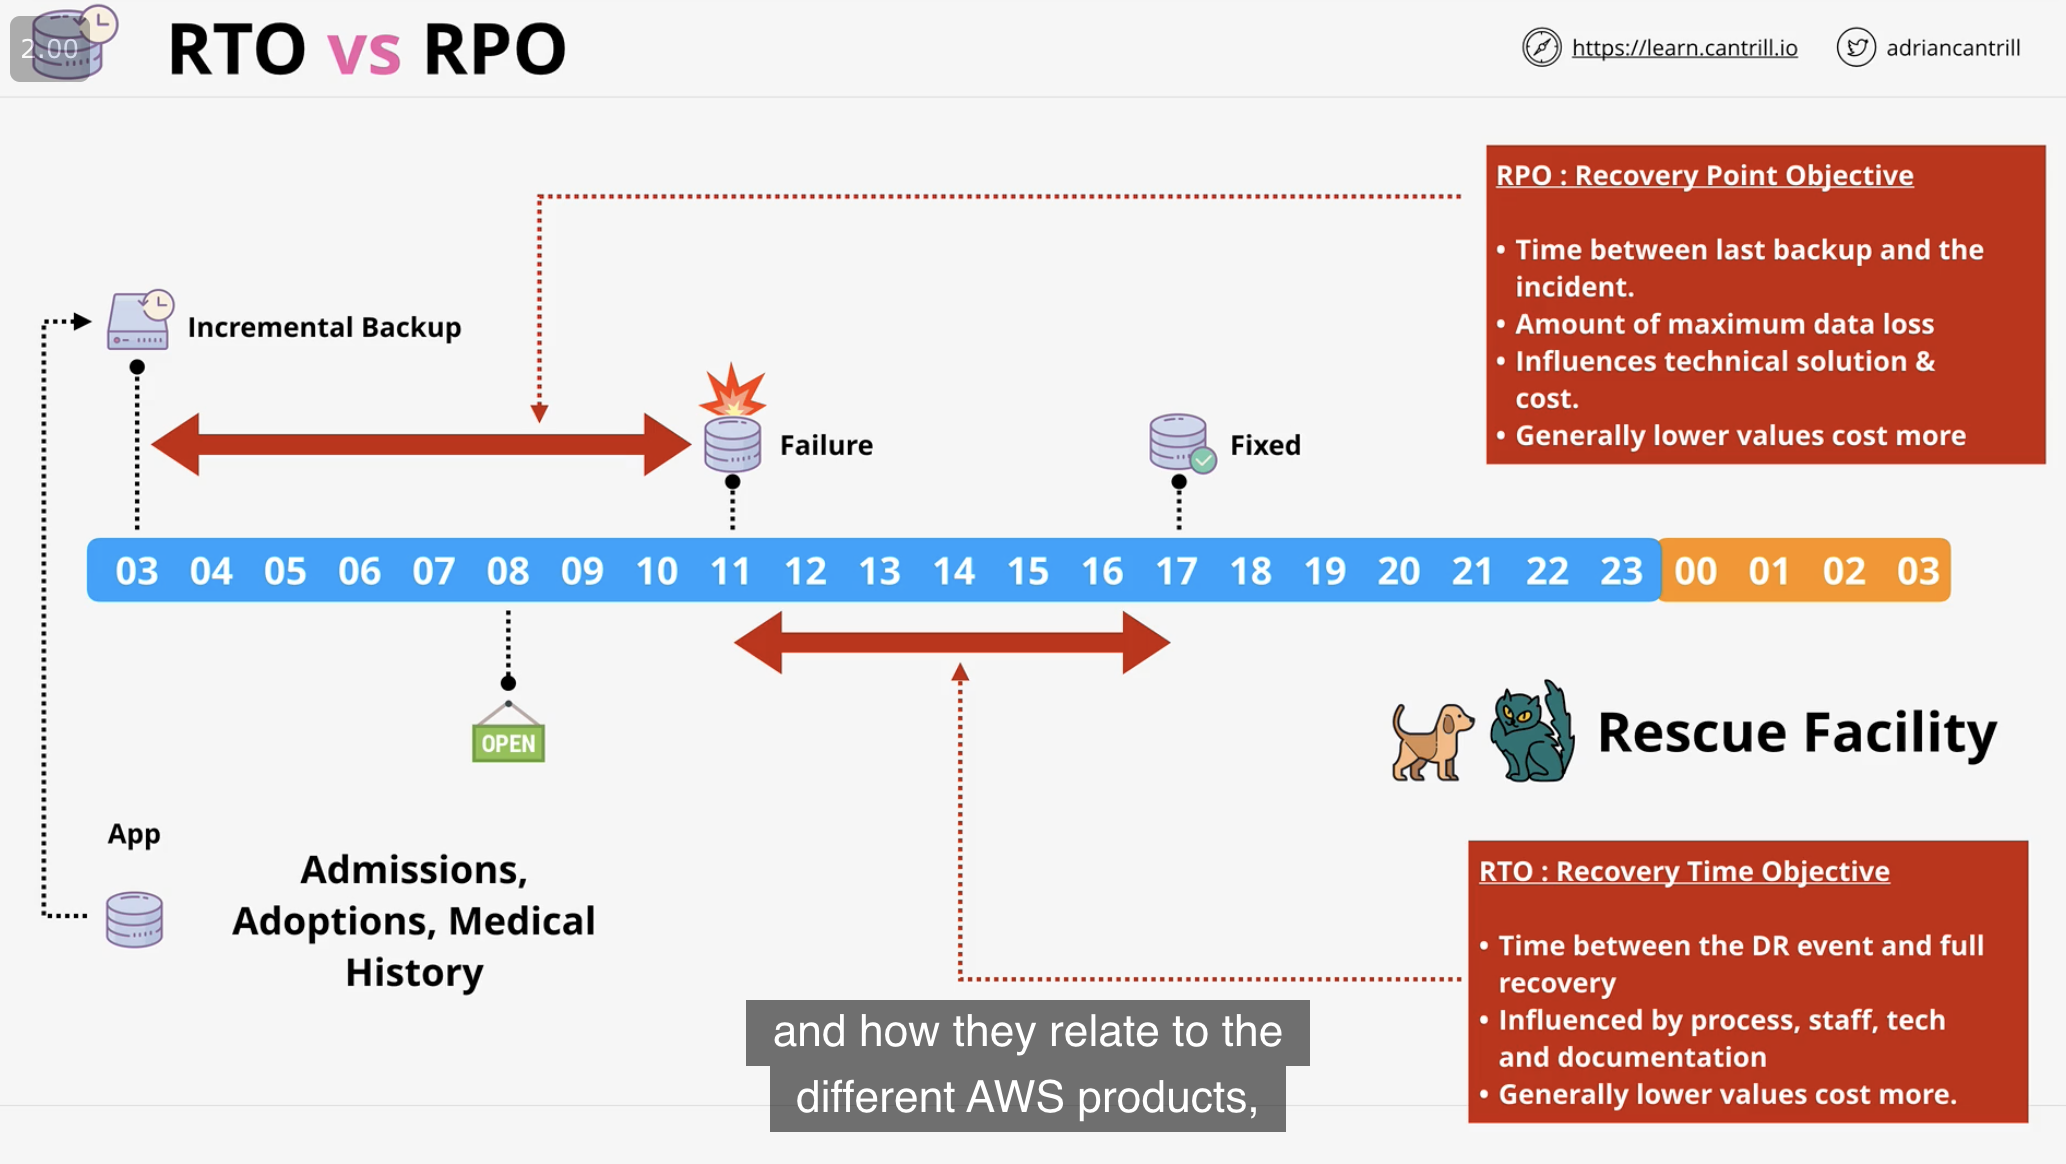 2.00
RTO vs RPO
https://learn.cantrill.io
adriancantrill
RPO : Recovery Point Objective
• Time between last backup and the
incident.
• Amount of maximum data loss
• Influences technical solution &
cost.
• Generally lower values cost more
Incremental Backup
Failure
Fixed
03 04 05 06 07 08 09 10 11 12 13 14 15 16 17 18 19 20 21 22 23 00 01 02 03
OPEN
Rescue Facility
App
Admissions,
Adoptions, Medical
History
RTO : Recovery Time Objective
• Time between the DR event and full
recovery
• Influenced by process, staff, tech
and documentation
• Generally lower values cost more.
and how they relate to the
different AWS products,